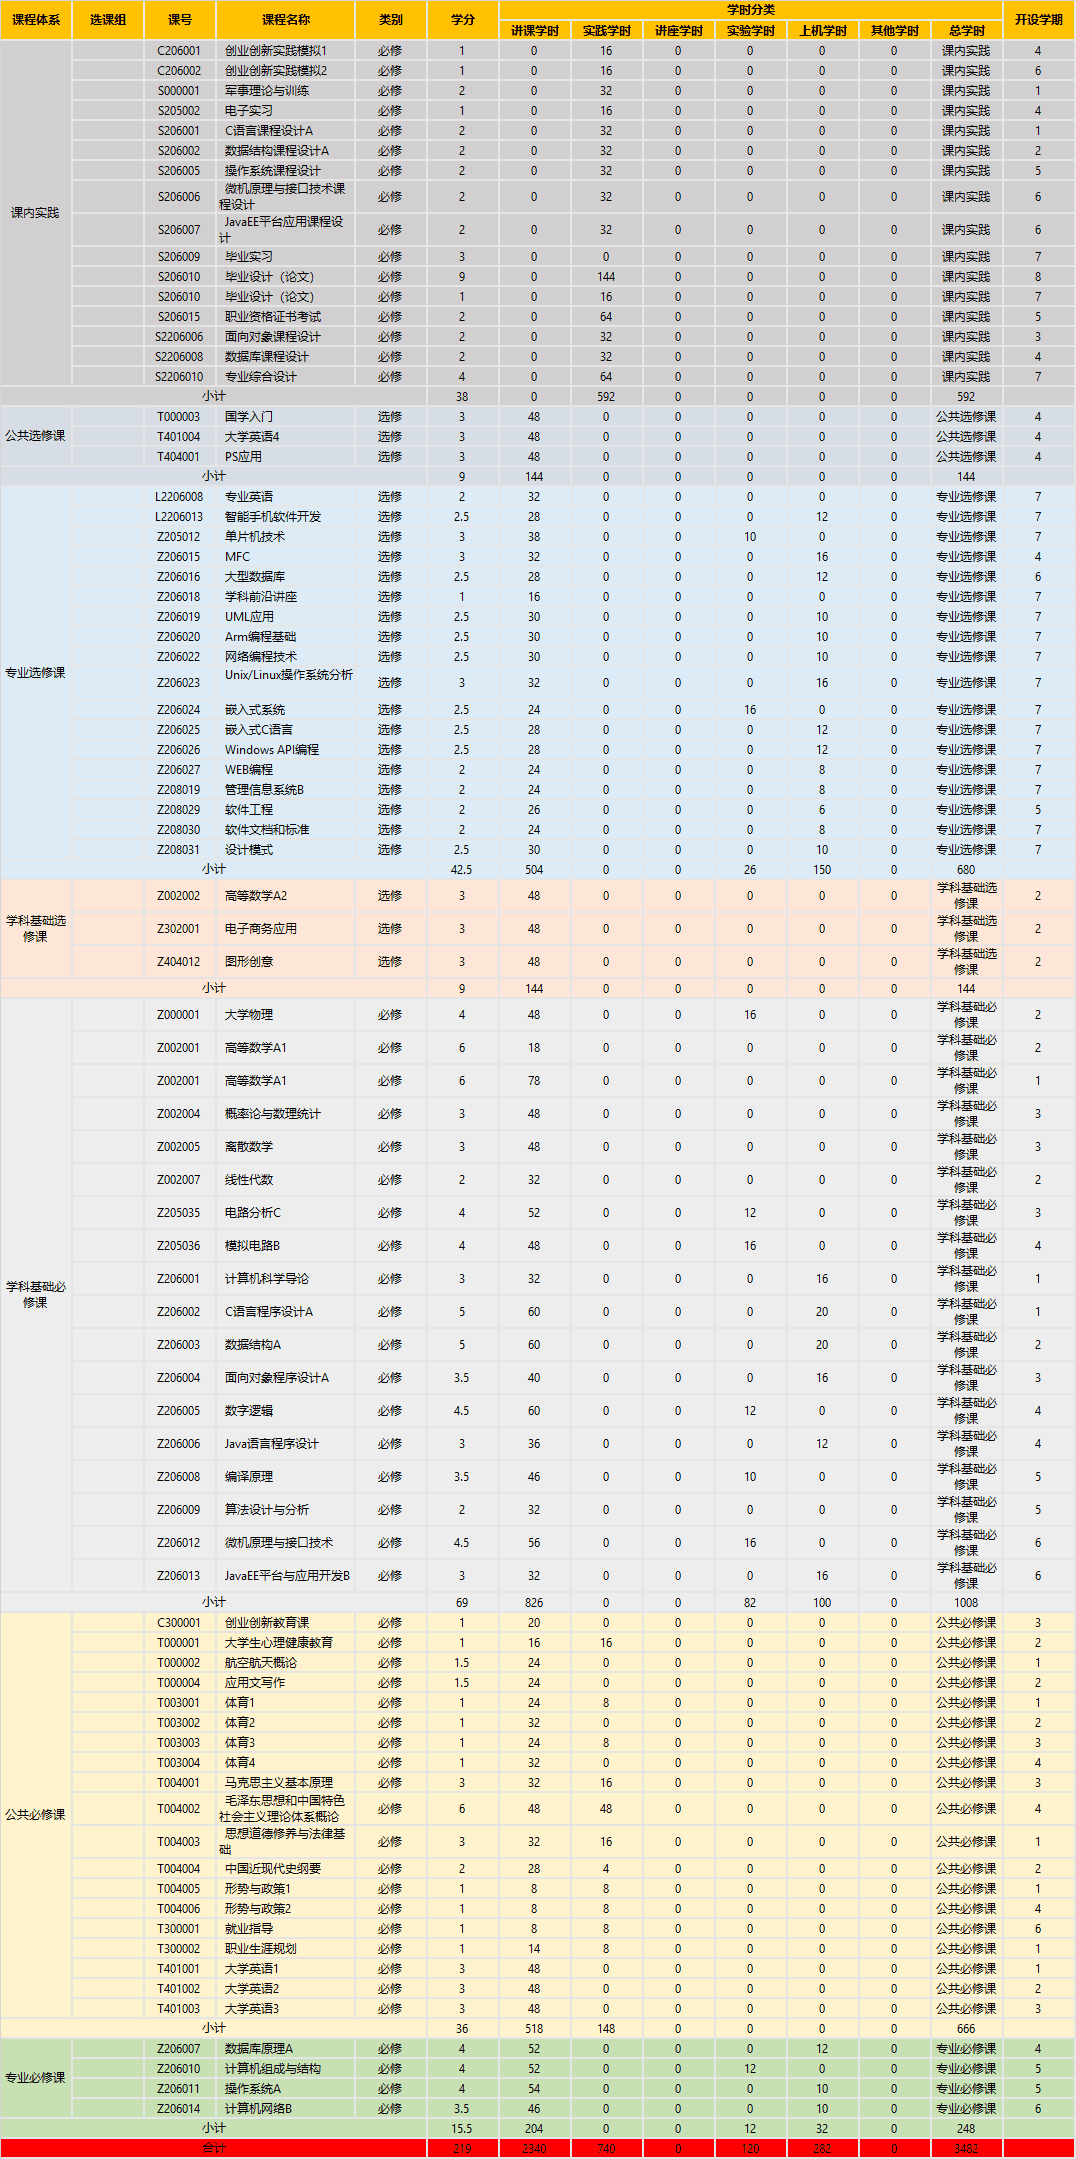 课程体系 选课组 课号 课程名称 类别 学分 学时分类 开设学期
讲课学时 实践学时 讲座学时 实验学时 上机学时 其他学时 总学时
课内实践
C206001 创业创新实践模拟1 必修 1 0 16 0 0 0 0 课内实践 4
C206002 创业创新实践模拟2 必修 1 0 16 0 0 0 0 课内实践 6
S000001 军事理论与训练 必修 2 0 32 0 0 0 0 课内实践 1
S205002 电子实习 必修 1 0 16 0 0 0 0 课内实践 4
S206001 C语言课程设计A 必修 2 0 32 0 0 0 0 课内实践 1
S206002 数据结构课程设计A 必修 2 0 32 0 0 0 0 课内实践 2
S206005 操作系统课程设计 必修 2 0 32 0 0 0 0 课内实践 5
S206006 微机原理与接口技术课程设计 必修 2 0 32 0 0 0 0 课内实践 6
S206007 JavaEE平台应用课程设计 必修 2 0 32 0 0 0 0 课内实践 6
S206009 毕业实习 必修 3 0 0 0 0 0 0 课内实践 7
S206010 毕业设计（论文） 必修 9 0 144 0 0 0 0 课内实践 8
S206010 毕业设计（论文） 必修 1 0 16 0 0 0 0 课内实践 7
S206015 职业资格证书考试 必修 2 0 64 0 0 0 0 课内实践 5
S2206006 面向对象课程设计 必修 2 0 32 0 0 0 0 课内实践 3
S2206008 数据库课程设计 必修 2 0 32 0 0 0 0 课内实践 4
S2206010 专业综合设计 必修 4 0 64 0 0 0 0 课内实践 7
小计 38 0 592 0 0 0 0 592
公共选修课
T000003 国学入门 选修 3 48 0 0 0 0 0 公共选修课 4
T401004 大学英语4 选修 3 48 0 0 0 0 0 公共选修课 4
T404001 PS应用 选修 3 48 0 0 0 0 0 公共选修课 4
小计 9 144 0 0 0 0 0 144
专业选修课
L2206008 专业英语 选修 2 32 0 0 0 0 0 专业选修课 7
L2206013 智能手机软件开发 选修 2.5 28 0 0 0 12 0 专业选修课 7
Z205012 单片机技术 选修 3 38 0 0 10 0 0 专业选修课 7
Z206015 MFC 选修 3 32 0 0 0 16 0 专业选修课 4
Z206016 大型数据库 选修 2.5 28 0 0 0 12 0 专业选修课 6
Z206018 学科前沿讲座 选修 1 16 0 0 0 0 0 专业选修课 7
Z206019 UML应用 选修 2.5 30 0 0 0 10 0 专业选修课 7
Z206020 Arm编程基础 选修 2.5 30 0 0 0 10 0 专业选修课 7
Z206022 网络编程技术 选修 2.5 30 0 0 0 10 0 专业选修课 7
Z206023 Unix/Linux操作系统分析 选修 3 32 0 0 0 16 0 专业选修课 7
Z206024 嵌入式系统 选修 2.5 24 0 0 16 0 0 专业选修课 7
Z206025 嵌入式C语言 选修 2.5 28 0 0 0 12 0 专业选修课 7
Z206026 Windows API编程 选修 2.5 28 0 0 0 12 0 专业选修课 7
Z206027 WEB编程 选修 2 24 0 0 0 8 0 专业选修课 7
Z208019 管理信息系统B 选修 2 24 0 0 0 8 0 专业选修课 7
Z208029 软件工程 选修 2 26 0 0 0 6 0 专业选修课 5
Z208030 软件文档和标准 选修 2 24 0 0 0 8 0 专业选修课 7
Z208031 设计模式 选修 2.5 30 0 0 0 10 0 专业选修课 7
小计 42.5 504 0 0 26 150 0 680
学科基础选修课
Z002002 高等数学A2 选修 3 48 0 0 0 0 0 学科基础选修课 2
Z302001 电子商务应用 选修 3 48 0 0 0 0 0 学科基础选修课 2
Z404012 图形创意 选修 3 48 0 0 0 0 0 学科基础选修课 2
小计 9 144 0 0 0 0 0 144
学科基础必修课
Z000001 大学物理 必修 4 48 0 0 16 0 0 学科基础必修课 2
Z002001 高等数学A1 必修 6 18 0 0 0 0 0 学科基础必修课 2
Z002001 高等数学A1 必修 6 78 0 0 0 0 0 学科基础必修课 1
Z002004 概率论与数理统计 必修 3 48 0 0 0 0 0 学科基础必修课 3
Z002005 离散数学 必修 3 48 0 0 0 0 0 学科基础必修课 3
Z002007 线性代数 必修 2 32 0 0 0 0 0 学科基础必修课 2
Z205035 电路分析C 必修 4 52 0 0 12 0 0 学科基础必修课 3
Z205036 模拟电路B 必修 4 48 0 0 16 0 0 学科基础必修课 4
Z206001 计算机科学导论 必修 3 32 0 0 0 16 0 学科基础必修课 1
Z206002 C语言程序设计A 必修 5 60 0 0 0 20 0 学科基础必修课 1
Z206003 数据结构A 必修 5 60 0 0 0 20 0 学科基础必修课 2
Z206004 面向对象程序设计A 必修 3.5 40 0 0 0 16 0 学科基础必修课 3
Z206005 数字逻辑 必修 4.5 60 0 0 12 0 0 学科基础必修课 4
Z206006 Java语言程序设计 必修 3 36 0 0 0 12 0 学科基础必修课 4
Z206008 编译原理 必修 3.5 46 0 0 10 0 0 学科基础必修课 5
Z206009 算法设计与分析 必修 2 32 0 0 0 0 0 学科基础必修课 5
Z206012 微机原理与接口技术 必修 4.5 56 0 0 16 0 0 学科基础必修课 6
Z206013 JavaEE平台与应用开发B 必修 3 32 0 0 0 16 0 学科基础必修课 6
小计 69 826 0 0 82 100 0 1008
公共必修课
C300001 创业创新教育课 必修 1 20 0 0 0 0 0 公共必修课 3
T000001 大学生心理健康教育 必修 1 16 16 0 0 0 0 公共必修课 2
T000002 航空航天概论 必修 1.5 24 0 0 0 0 0 公共必修课 1
T000004 应用文写作 必修 1.5 24 0 0 0 0 0 公共必修课 2
T003001 体育1 必修 1 24 8 0 0 0 0 公共必修课 1
T003002 体育2 必修 1 32 0 0 0 0 0 公共必修课 2
T003003 体育3 必修 1 24 8 0 0 0 0 公共必修课 3
T003004 体育4 必修 1 32 0 0 0 0 0 公共必修课 4
T004001 马克思主义基本原理 必修 3 32 16 0 0 0 0 公共必修课 3
T004002 毛泽东思想和中国特色社会主义理论体系概论 必修 6 48 48 0 0 0 0 公共必修课 4
T004003 思想道德修养与法律基础 必修 3 32 16 0 0 0 0 公共必修课 1
T004004 中国近现代史纲要 必修 2 28 4 0 0 0 0 公共必修课 2
T004005 形势与政策1 必修 1 8 8 0 0 0 0 公共必修课 1
T004006 形势与政策2 必修 1 8 8 0 0 0 0 公共必修课 4
T300001 就业指导 必修 1 8 8 0 0 0 0 公共必修课 6
T300002 职业生涯规划 必修 1 14 8 0 0 0 0 公共必修课 1
T401001 大学英语1 必修 3 48 0 0 0 0 0 公共必修课 1
T401002 大学英语2 必修 3 48 0 0 0 0 0 公共必修课 2
T401003 大学英语3 必修 3 48 0 0 0 0 0 公共必修课 3
小计 36 518 148 0 0 0 0 666
专业必修课
Z206007 数据库原理A 必修 4 52 0 0 0 12 0 专业必修课 4
Z206010 计算机组成与结构 必修 4 52 0 0 12 0 0 专业必修课 5
Z206011 操作系统A 必修 4 54 0 0 0 10 0 专业必修课 5
Z206014 计算机网络B 必修 3.5 46 0 0 0 10 0 专业必修课 6
小计 15.5 204 0 0 12 32 0 248
合计 219 2340 740 0 120 282 0 3482